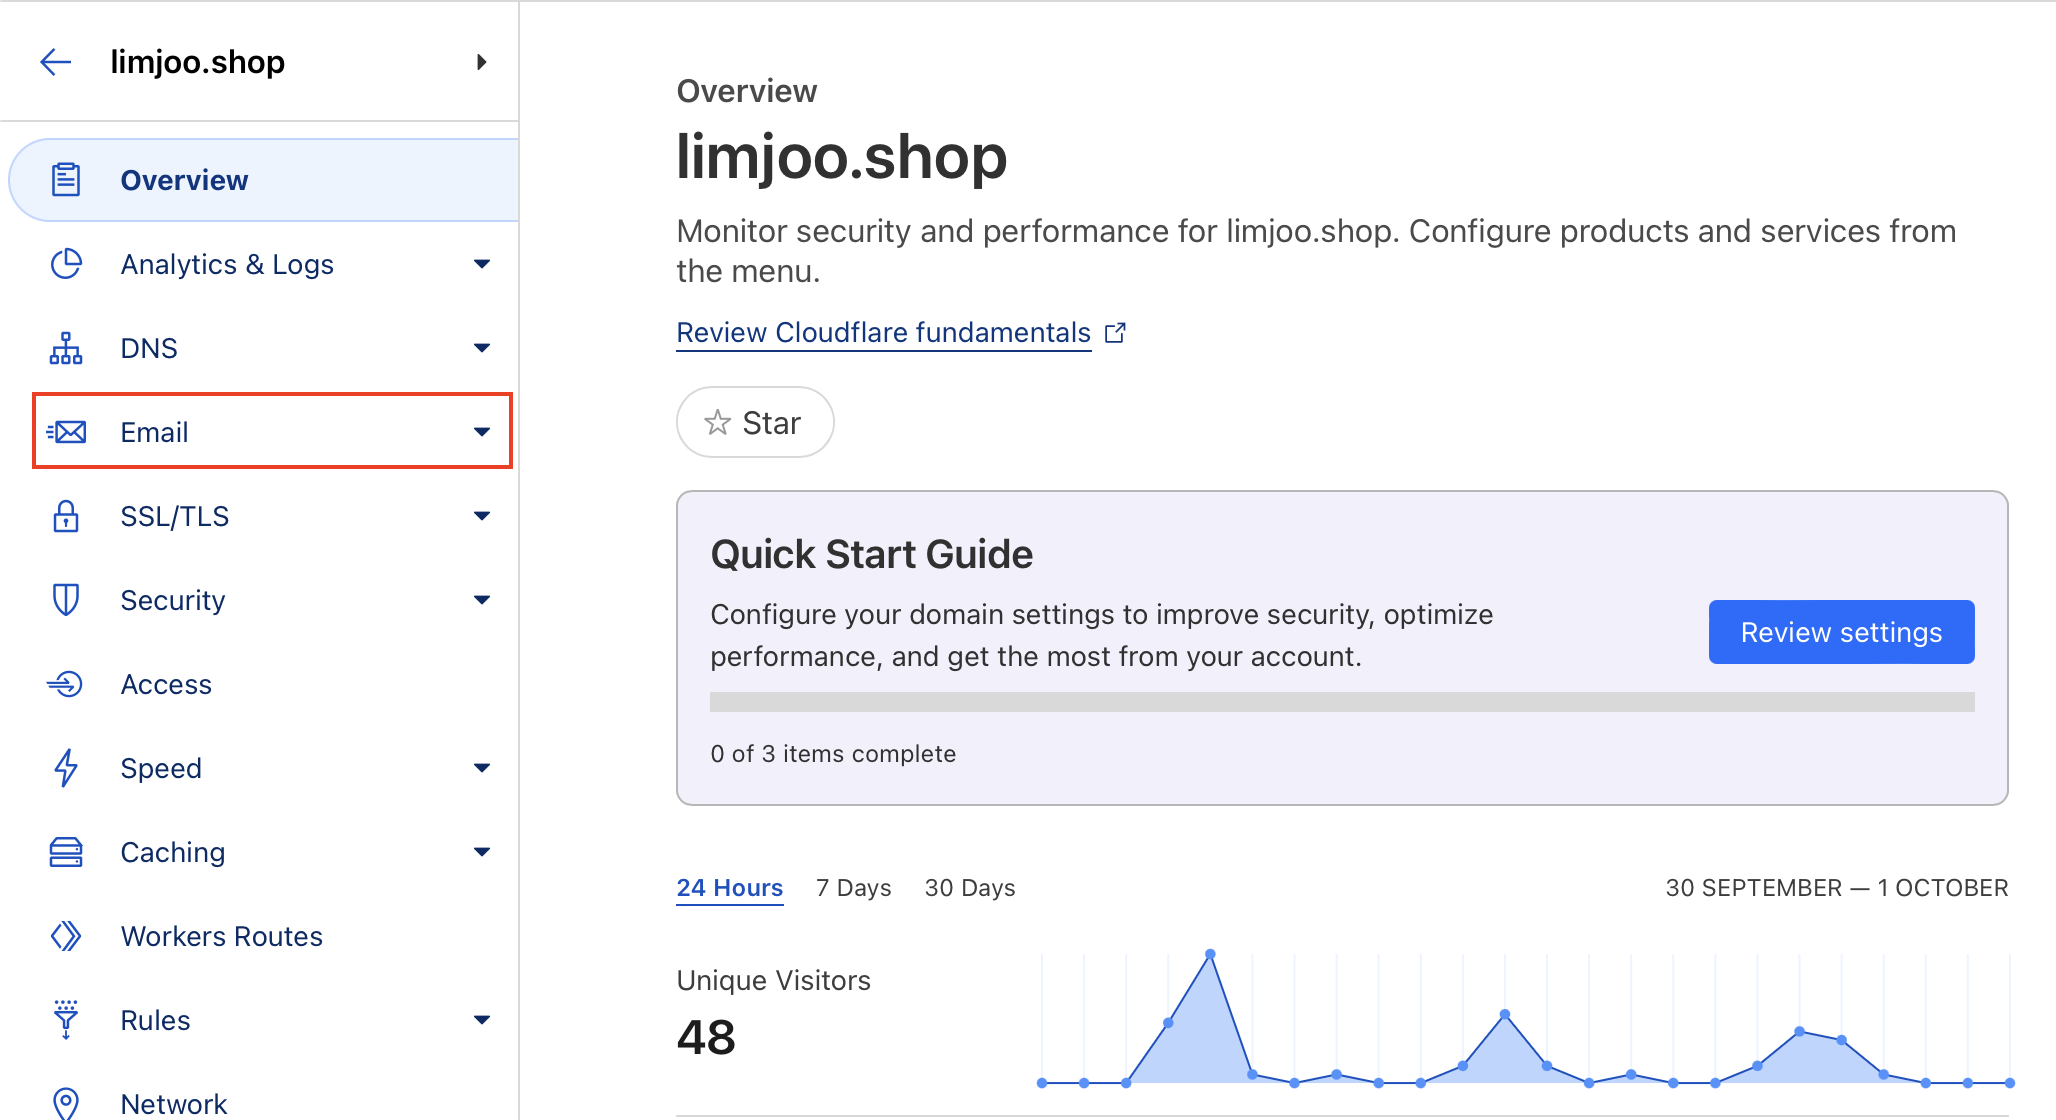 limjoo.shop
Overview
Analytics & Logs
DNS
Email
SSL/TLS
Security
Access
Speed
Caching
Workers Routes
Rules
Network
Overview
limjoo.shop
Monitor security and performance for limjoo.shop. Configure products and services from
the menu.
Review Cloudflare fundamentals
Star
Quick Start Guide
Configure your domain settings to improve security, optimize
performance, and get the most from your account.
Review settings
0 of 3 items complete
24 Hours 7 Days 30 Days
30 SEPTEMBER — 1 OCTOBER
Unique Visitors
48